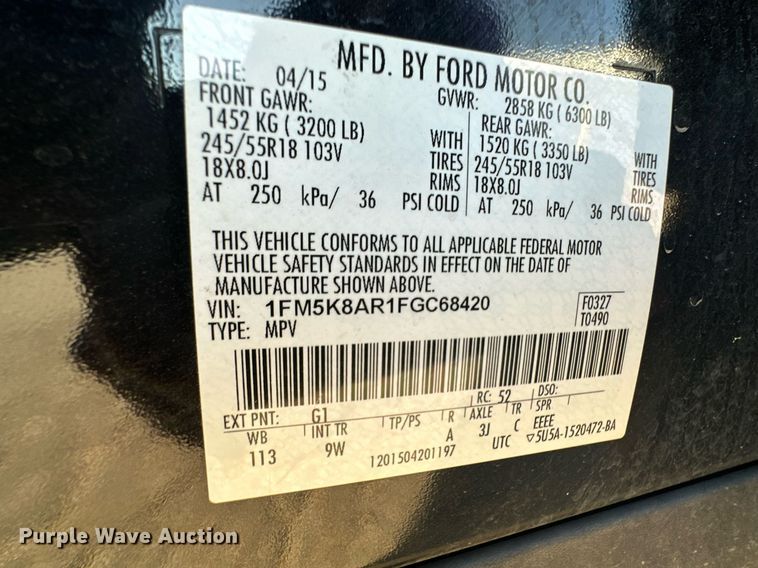 MFD. BY FORD MOTOR CO.
DATE: 04/15 GVWR: 2858 KG ( 6300 LB)
FRONT GAWR: REAR GAWR:
1452 KG ( 3200 LB) WITH 1520 KG ( 3350 LB) WITH
245/55R18 103V TIRES 245/55R18 103V TIRES
18X8.0J RIMS 18X8.0J RIMS
AT 250 kPa/ 36 PSI COLD AT 250 kPa/ 36 PSI COLD
THIS VEHICLE CONFORMS TO ALL APPLICABLE FEDERAL MOTOR
VEHICLE SAFETY STANDARDS IN EFFECT ON THE DATE OF
MANUFACTURE SHOWN ABOVE.
VIN: 1FM5K8AR1FGC68420 F0327
TYPE: MPV T0490
EXT PNT: G1 RC: 52 DSO:
WB INT TR TP/PS R AXLE TR SPR
113 9W A 3J C EEEE
1201504201197 UTC ▽5U5A-1520472-BA
Purple Wave Auction